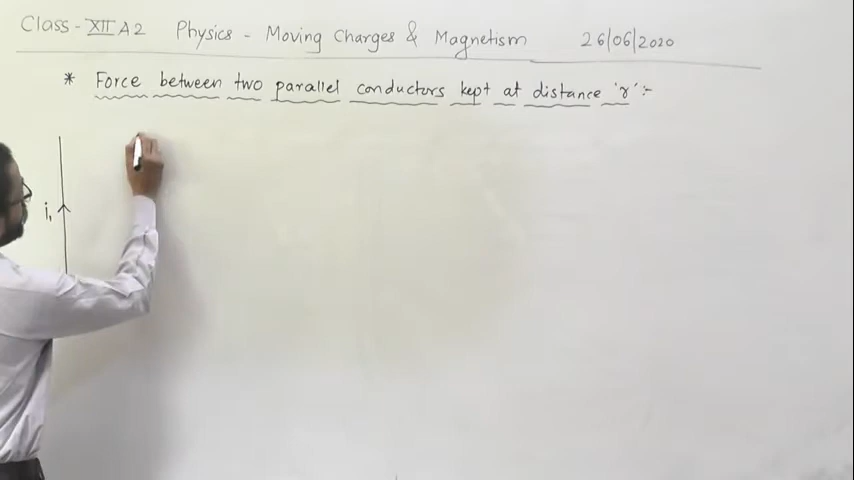 Class - XII A2 Physics - Moving Charges & Magnetism 26/06/2020
* Force between two parallel conductors kept at distance 'r' :-
i₁